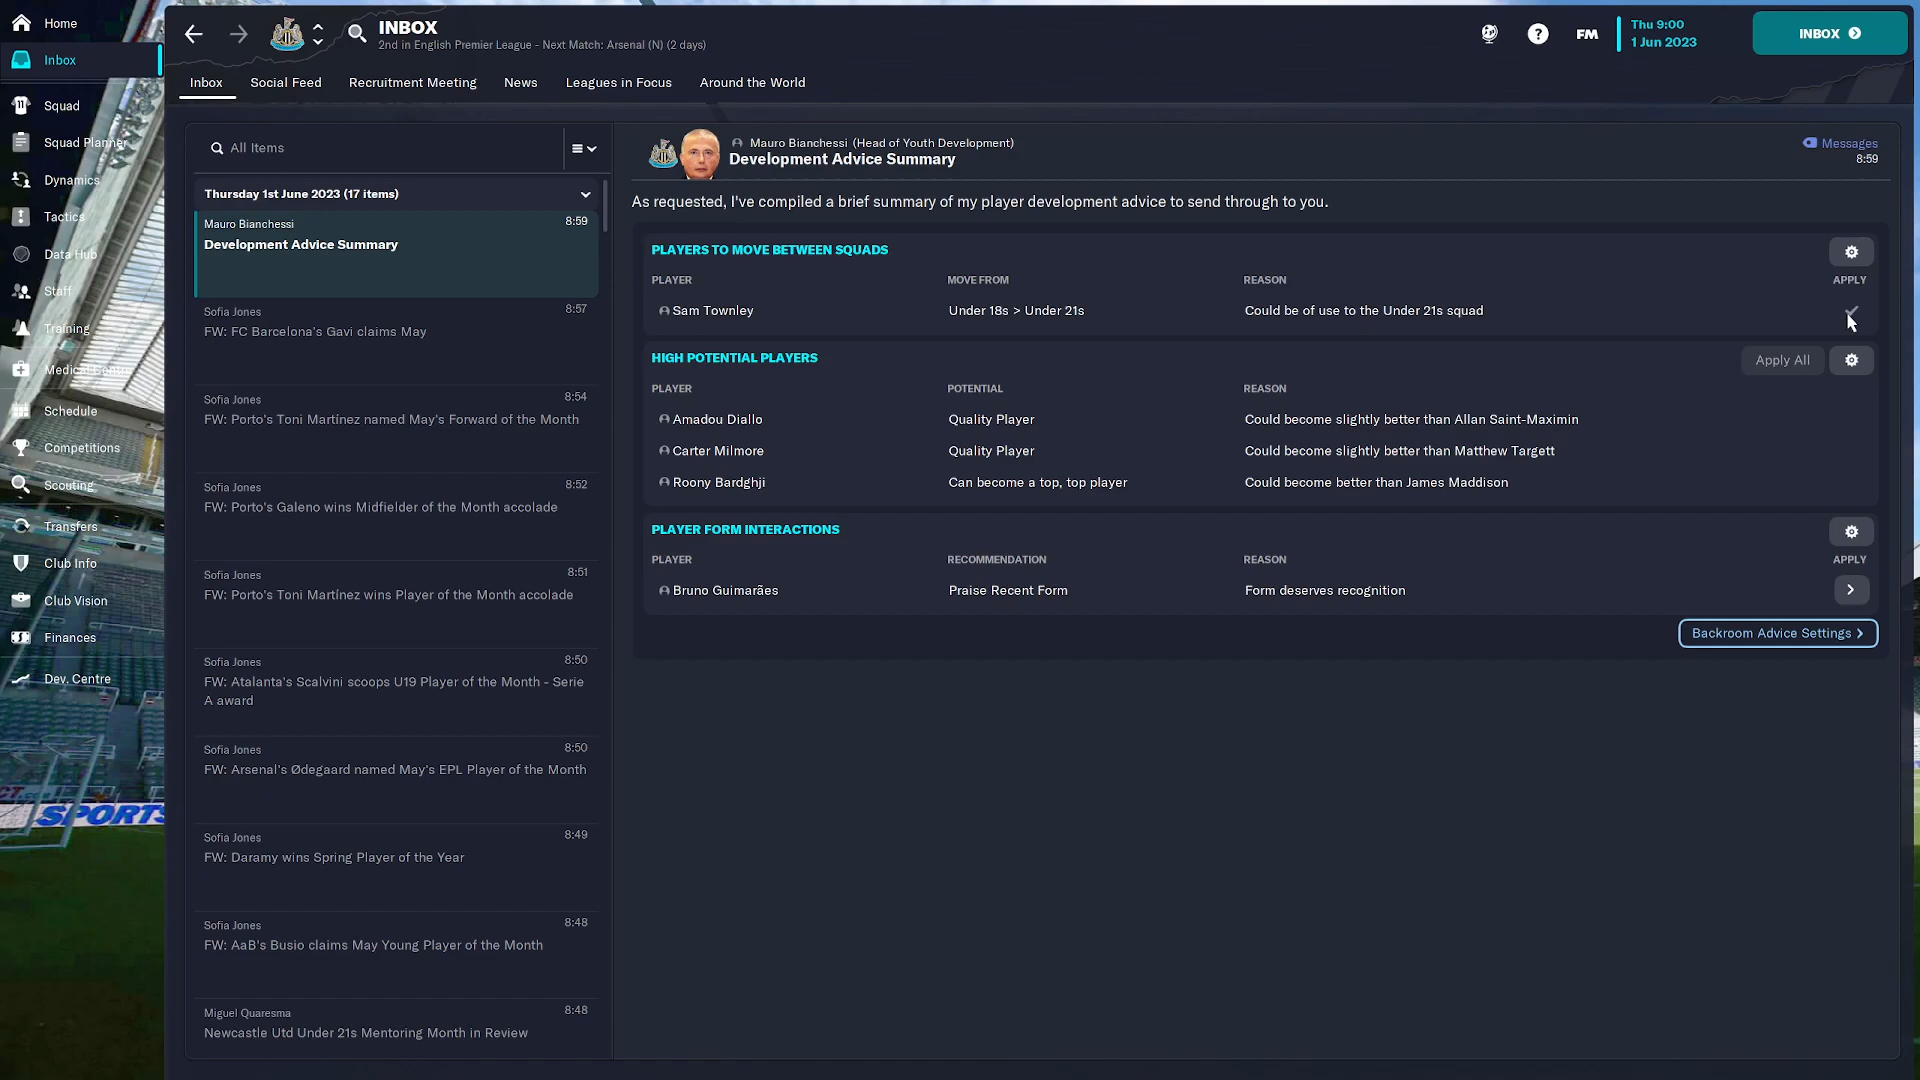 Home
Inbox
Squad
Squad Planner
Dynamics
Tactics
Data Hub
Staff
Training
Medical Centre
Schedule
Competitions
Scouting
Transfers
Club Info
Club Vision
Finances
Dev. Centre
SPORTS
INBOX
2nd in English Premier League - Next Match: Arsenal (N) (2 days)
FM
Thu 9:00
1 Jun 2023
INBOX
Inbox
Social Feed
Recruitment Meeting
News
Leagues in Focus
Around the World
All Items
Thursday 1st June 2023 (17 items)
Mauro Bianchessi 8:59
Development Advice Summary
Sofia Jones 8:57
FW: FC Barcelona's Gavi claims May
Sofia Jones 8:54
FW: Porto's Toni Martínez named May's Forward of the Month
Sofia Jones 8:52
FW: Porto's Galeno wins Midfielder of the Month accolade
Sofia Jones 8:51
FW: Porto's Toni Martínez wins Player of the Month accolade
Sofia Jones 8:50
FW: Atalanta's Scalvini scoops U19 Player of the Month - Serie
A award
Sofia Jones 8:50
FW: Arsenal's Ødegaard named May's EPL Player of the Month
Sofia Jones 8:49
FW: Daramy wins Spring Player of the Year
Sofia Jones 8:48
FW: AaB's Busio claims May Young Player of the Month
Miguel Quaresma 8:48
Newcastle Utd Under 21s Mentoring Month in Review
Mauro Bianchessi (Head of Youth Development)
Development Advice Summary
Messages
8:59
As requested, I've compiled a brief summary of my player development advice to send through to you.
PLAYERS TO MOVE BETWEEN SQUADS
PLAYER MOVE FROM REASON APPLY
Sam Townley Under 18s > Under 21s Could be of use to the Under 21s squad
HIGH POTENTIAL PLAYERS Apply All
PLAYER POTENTIAL REASON
Amadou Diallo Quality Player Could become slightly better than Allan Saint-Maximin
Carter Milmore Quality Player Could become slightly better than Matthew Targett
Roony Bardghji Can become a top, top player Could become better than James Maddison
PLAYER FORM INTERACTIONS
PLAYER RECOMMENDATION REASON APPLY
Bruno Guimarães Praise Recent Form Form deserves recognition
Backroom Advice Settings >